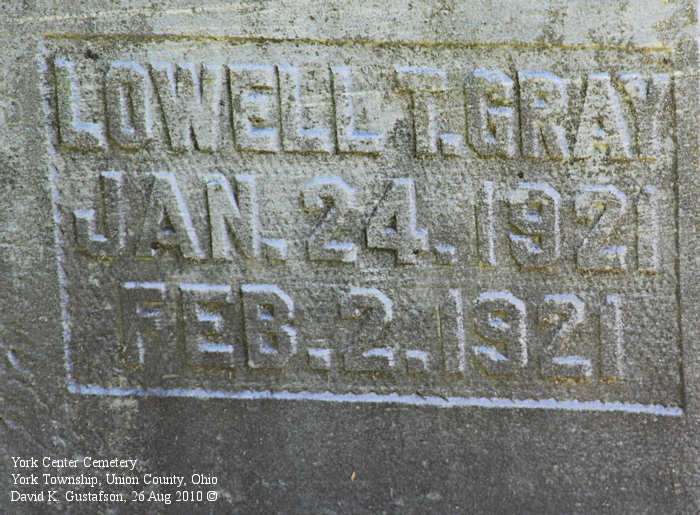 LOWELL T. GRAY
JAN. 24. 1921
FEB. 2. 1921
York Center Cemetery
York Township, Union County, Ohio
David K. Gustafson, 26 Aug 2010 ©